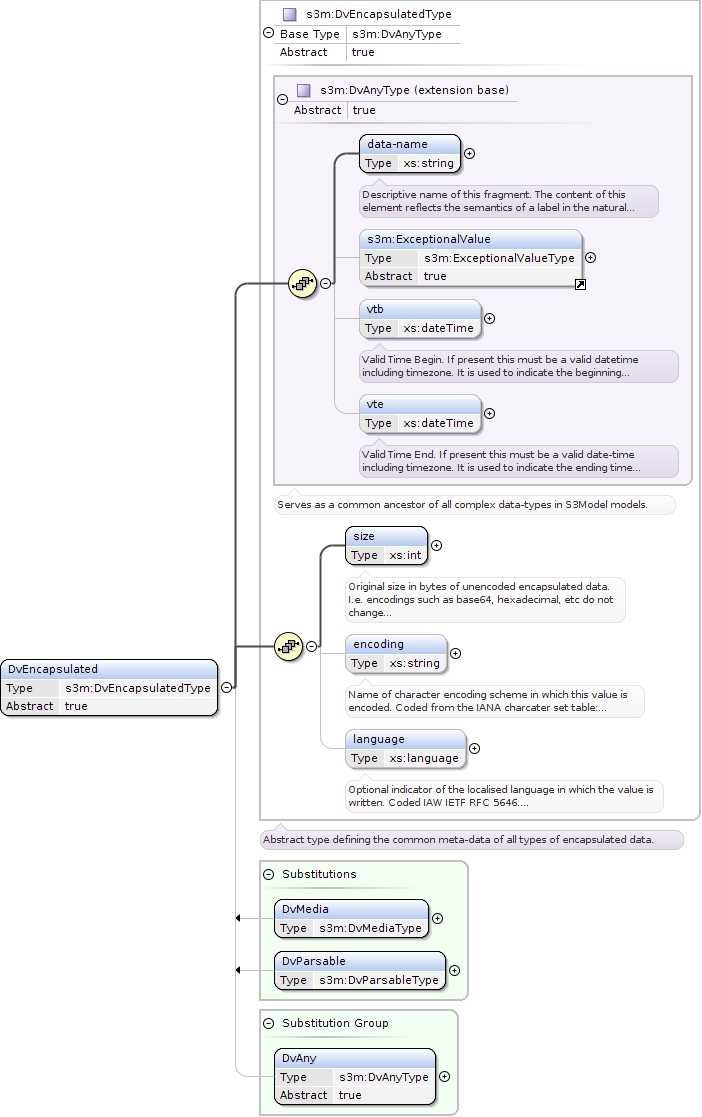 s3m:DvEncapsulatedType
Base Type s3m:DvAnyType
Abstract true
s3m:DvAnyType (extension base)
Abstract true
data-name
Type xs:string
Descriptive name of this fragment. The content of this
element reflects the semantics of a label in the natural...
s3m:ExceptionalValue
Type s3m:ExceptionalValueType
Abstract true
vtb
Type xs:dateTime
Valid Time Begin. If present this must be a valid datetime
including timezone. It is used to indicate the beginning...
vte
Type xs:dateTime
Valid Time End. If present this must be a valid date-time
including timezone. It is used to indicate the ending time...
Serves as a common ancestor of all complex data-types in S3Model models.
size
Type xs:int
Original size in bytes of unencoded encapsulated data.
I.e. encodings such as base64, hexadecimal, etc do not
change...
encoding
Type xs:string
Name of character encoding scheme in which this value is
encoded. Coded from the IANA charcater set table:...
language
Type xs:language
Optional indicator of the localised language in which the value is
written. Coded IAW IETF RFC 5646....
DvEncapsulated
Type s3m:DvEncapsulatedType
Abstract true
Abstract type defining the common meta-data of all types of encapsulated data.
Substitutions
DvMedia
Type s3m:DvMediaType
DvParsable
Type s3m:DvParsableType
Substitution Group
DvAny
Type s3m:DvAnyType
Abstract true